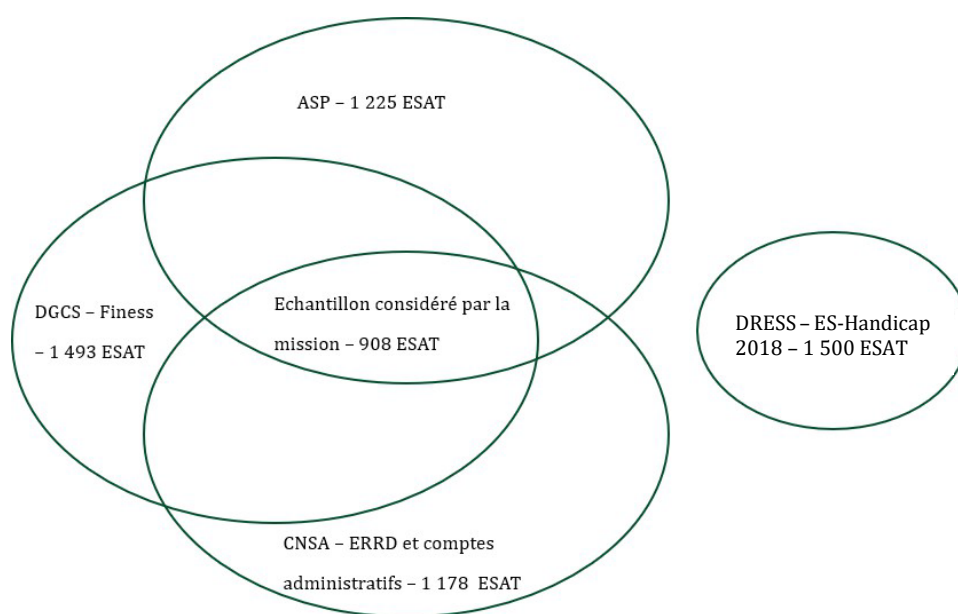 ASP – 1 225 ESAT
DGCS – Finess
– 1 493 ESAT
Echantillon considéré par la
mission – 908 ESAT
DRESS – ES-Handicap
2018 – 1 500 ESAT
CNSA – ERRD et comptes
administratifs – 1 178 ESAT